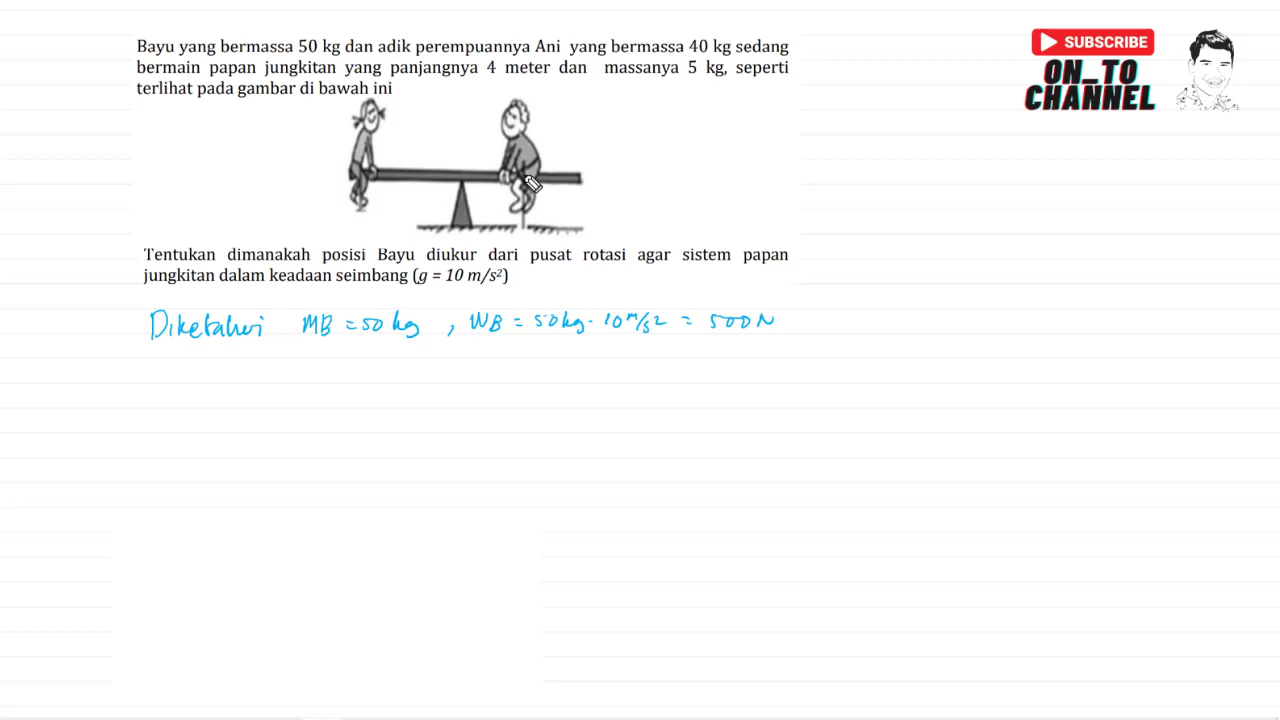 Bayu yang bermassa 50 kg dan adik perempuannya Ani yang bermassa 40 kg sedang
bermain papan jungkitan yang panjangnya 4 meter dan massanya 5 kg, seperti
terlihat pada gambar di bawah ini
SUBSCRIBE
ON_TO
CHANNEL
Tentukan dimanakah posisi Bayu diukur dari pusat rotasi agar sistem papan
jungkitan dalam keadaan seimbang (g = 10 m/s²)
Diketahui MB = 50 kg , WB = 50 kg · 10 m/s2 = 500 N